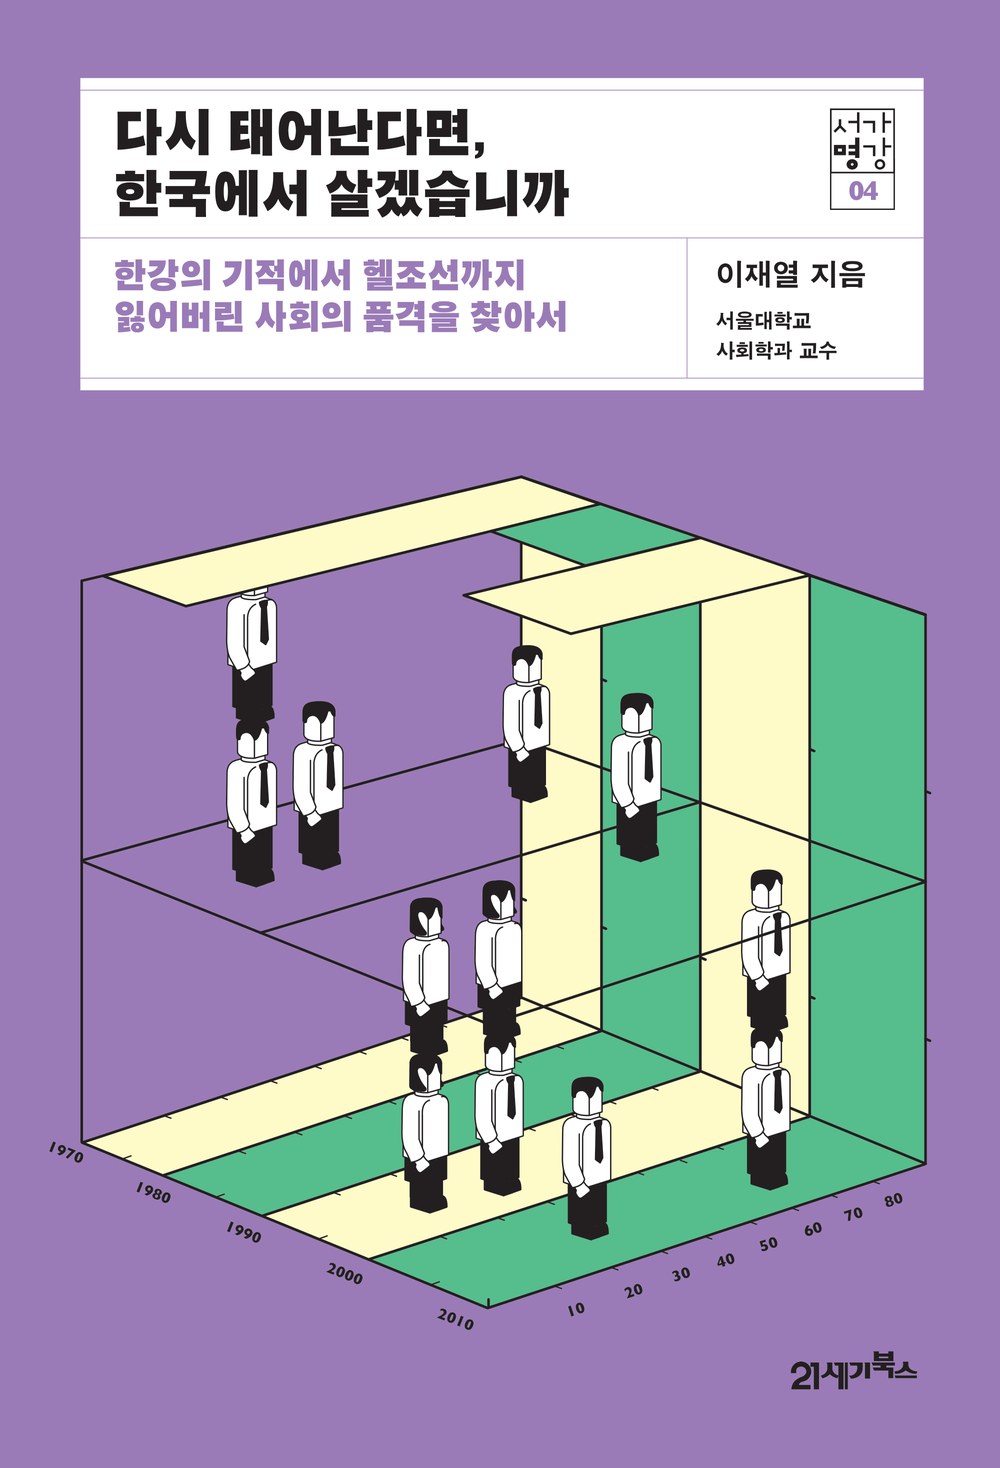 다시 태어난다면,
한국에서 살겠습니까
서가
명강
04
한강의 기적에서 헬조선까지
잃어버린 사회의 품격을 찾아서
이재열 지음
서울대학교
사회학과 교수
1970
1980
1990
2000
2010
10
20
30
40
50
60
70
80
21세기북스